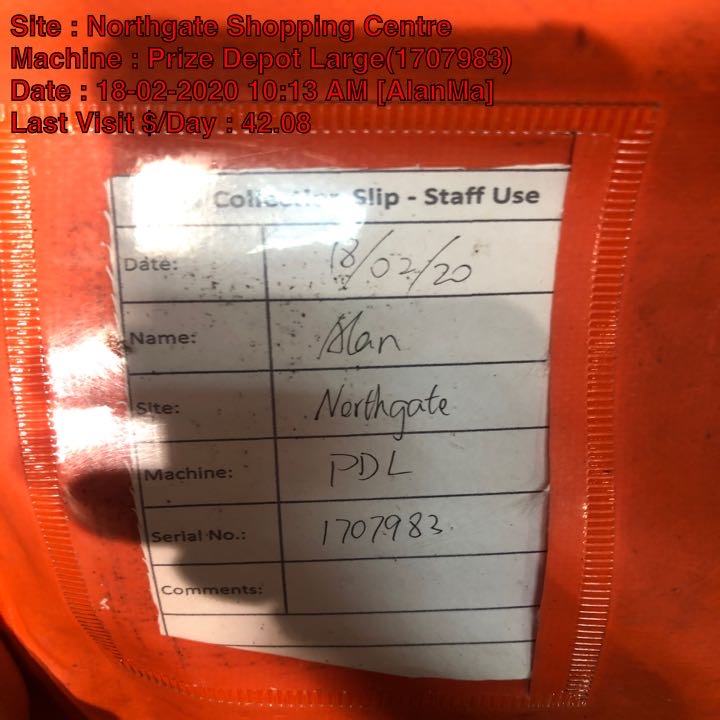 Site : Northgate Shopping Centre
Machine : Prize Depot Large(1707983)
Date : 18-02-2020 10:13 AM [AlanMa]
Last Visit $/Day : 42.08
Collection Slip - Staff Use
Date: 18/02/20
Name: Alan
Site: Northgate
Machine: PDL
Serial No.: 1707983
Comments: